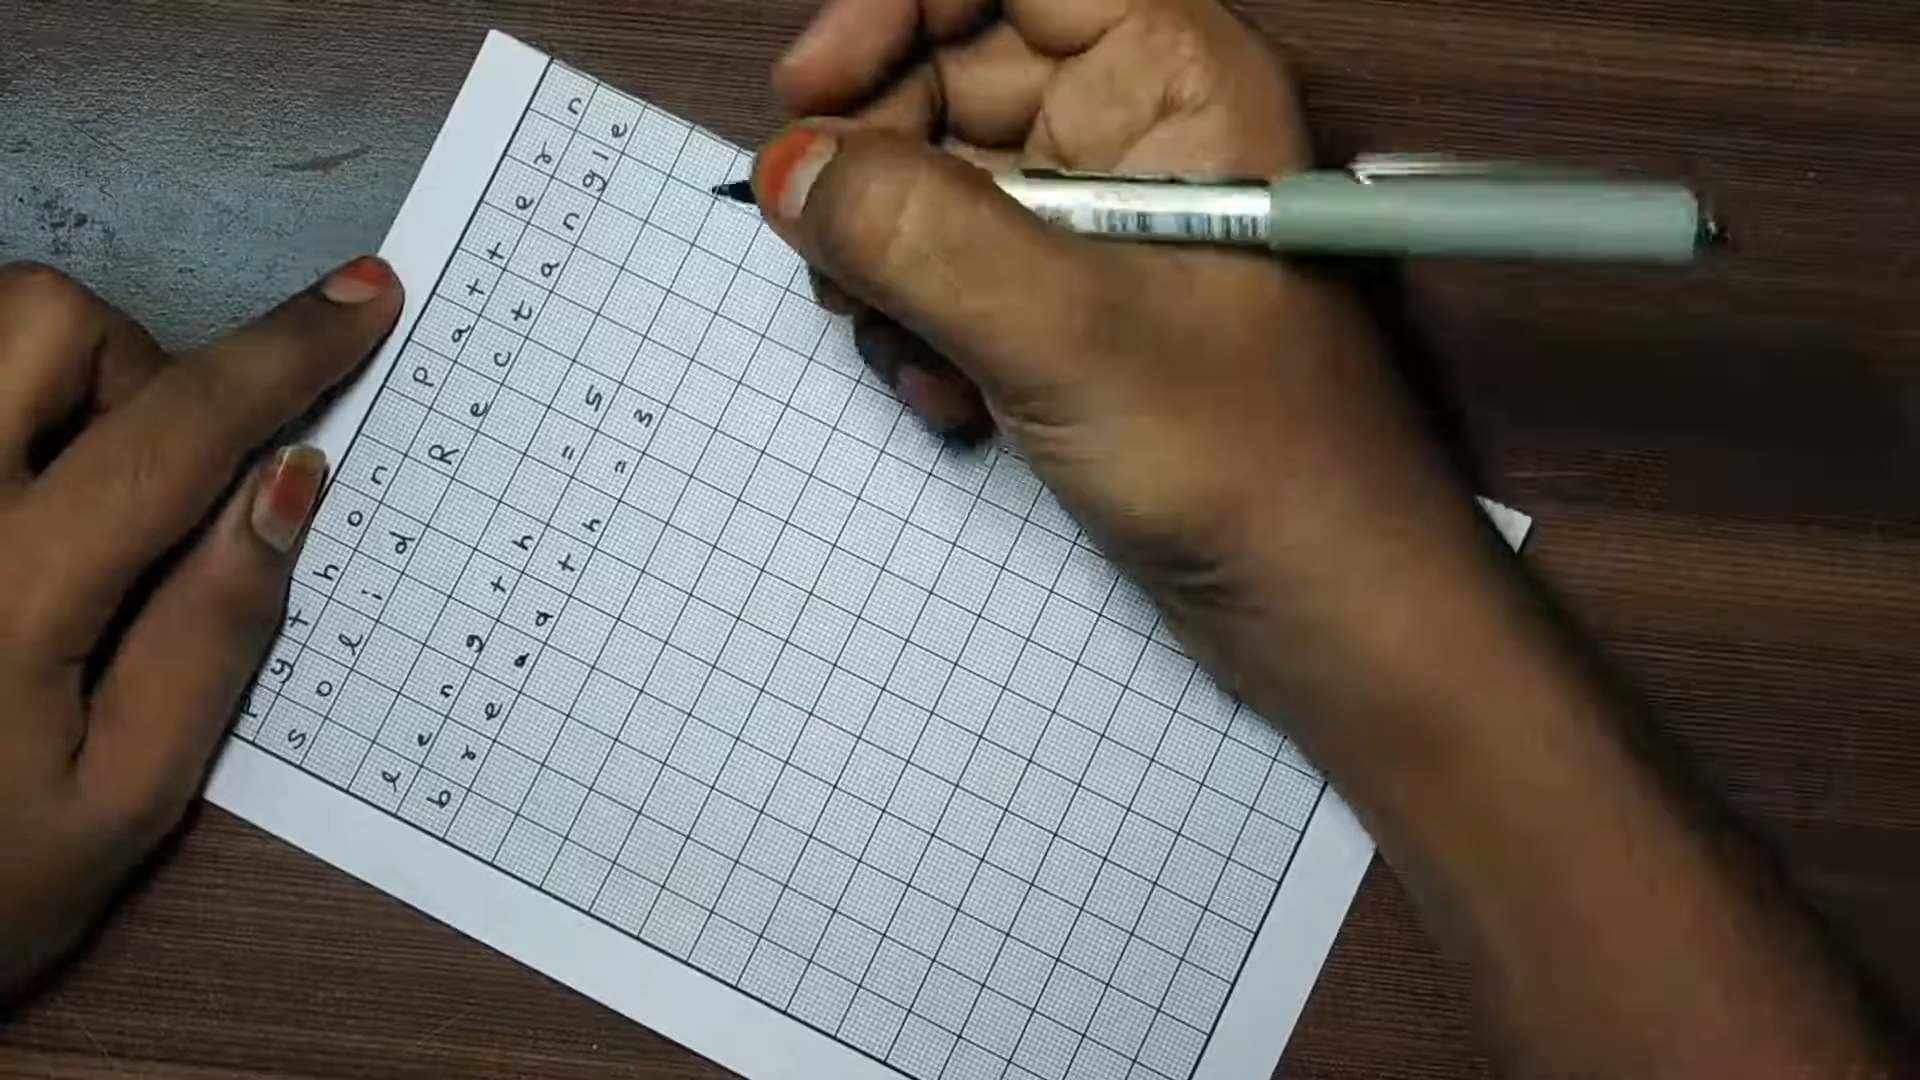 Python Pattern
Solid Rectangle
length = 5
breadth = 3